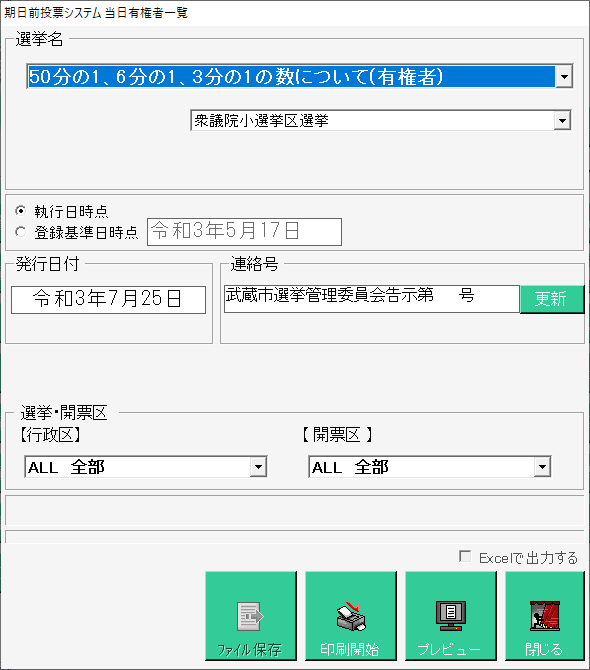 期日前投票システム 当日有権者一覧
選挙名
50分の1、6分の1、3分の1の数について(有権者)
衆議院小選挙区選挙
執行日時点
登録基準日時点 令和3年5月17日
発行日付
連絡号
令和3年7月25日
武蔵市選挙管理委員会告示第 号
更新
選挙・開票区
【行政区】
【 開票区 】
ALL 全部
ALL 全部
Excelで出力する
ファイル保存
印刷開始
プレビュー
閉じる